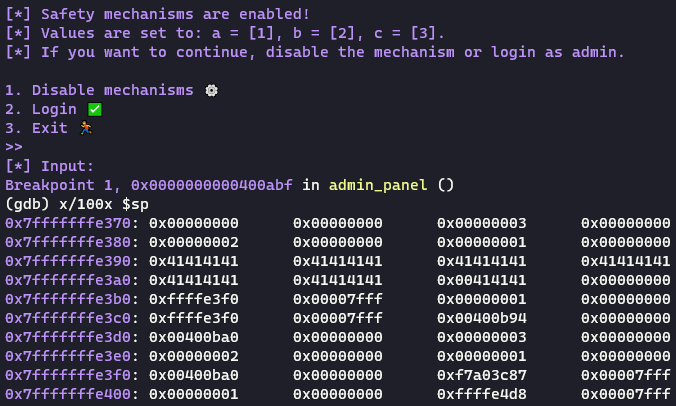 [*] Safety mechanisms are enabled!
[*] Values are set to: a = [1], b = [2], c = [3].
[*] If you want to continue, disable the mechanism or login as admin.

1. Disable mechanisms ⚙
2. Login ✅
3. Exit 🏃
>>
[*] Input:
Breakpoint 1, 0x0000000000400abf in admin_panel ()
(gdb) x/100x $sp
0x7fffffffe370: 0x00000000 0x00000000 0x00000003 0x00000000
0x7fffffffe380: 0x00000002 0x00000000 0x00000001 0x00000000
0x7fffffffe390: 0x41414141 0x41414141 0x41414141 0x41414141
0x7fffffffe3a0: 0x41414141 0x41414141 0x00414141 0x00000000
0x7fffffffe3b0: 0xffffe3f0 0x00007fff 0x00000001 0x00000000
0x7fffffffe3c0: 0xffffe3f0 0x00007fff 0x00400b94 0x00000000
0x7fffffffe3d0: 0x00400ba0 0x00000000 0x00000003 0x00000000
0x7fffffffe3e0: 0x00000002 0x00000000 0x00000001 0x00000000
0x7fffffffe3f0: 0x00400ba0 0x00000000 0xf7a03c87 0x00007fff
0x7fffffffe400: 0x00000001 0x00000000 0xffffe4d8 0x00007fff